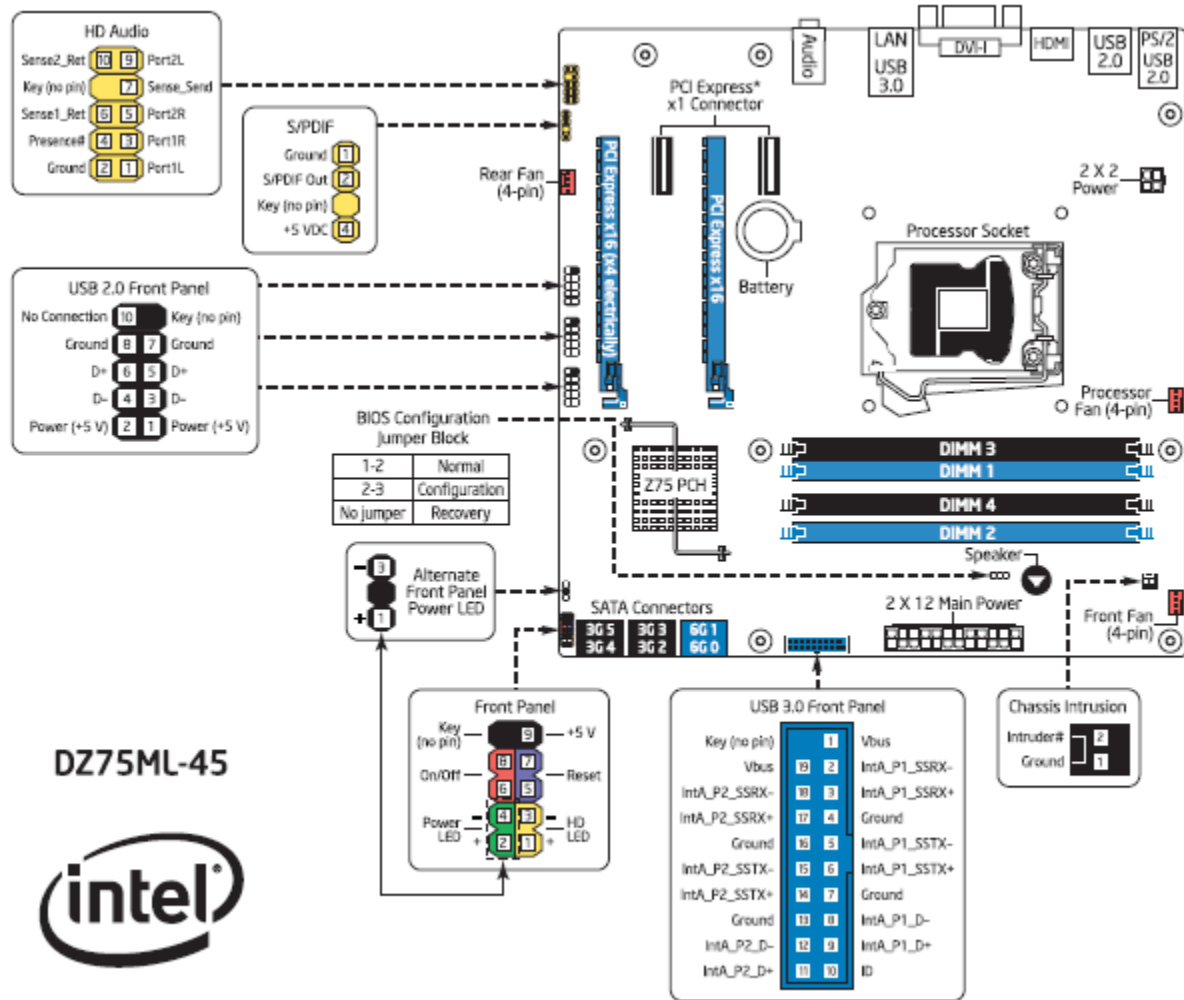 HD Audio
Sense2_Ret 10 9 Port2L
Key (no pin) 7 Sense_Send
Sense1_Ret 6 5 Port2R
Presence# 4 3 Port1R
Ground 2 1 Port1L
S/PDIF
Ground 1
S/PDIF Out 2
Key (no pin)
+5 VDC 4
USB 2.0 Front Panel
No Connection 10 Key (no pin)
Ground 8 7 Ground
D+ 6 5 D+
D- 4 3 D-
Power (+5 V) 2 1 Power (+5 V)
Audio
LAN
USB
3.0
DVI-I
HDMI
USB
2.0
PS/2
USB
2.0
PCI Express*
x1 Connector
Rear Fan
(4-pin)
PCI Express x16 (x4 electrically)
PCI Express x16
Battery
2 X 2
Power
Processor Socket
Processor
Fan (4-pin)
BIOS Configuration
Jumper Block
1-2 Normal
2-3 Configuration
No jumper Recovery
Z75 PCH
DIMM 3
DIMM 1
DIMM 4
DIMM 2
Speaker
- 3
+ 1
Alternate
Front Panel
Power LED
SATA Connectors
3G 5 3G 3 6G 1
3G 4 3G 2 6G 0
2 X 12 Main Power
Front Fan
(4-pin)
Front Panel
Key
(no pin)
9 +5 V
On/Off
8 7
6 5
Reset
Power
LED
- 4 3 -
+ 2 1 +
HD
LED
USB 3.0 Front Panel
Key (no pin) 1 Vbus
Vbus 19 2 IntA_P1_SSRX-
IntA_P2_SSRX- 18 3 IntA_P1_SSRX+
IntA_P2_SSRX+ 17 4 Ground
Ground 16 5 IntA_P1_SSTX-
IntA_P2_SSTX- 15 6 IntA_P1_SSTX+
IntA_P2_SSTX+ 14 7 Ground
Ground 13 8 IntA_P1_D-
IntA_P2_D- 12 9 IntA_P1_D+
IntA_P2_D+ 11 10 ID
Chassis Intrusion
Intruder# 2
Ground 1
DZ75ML-45
intel®